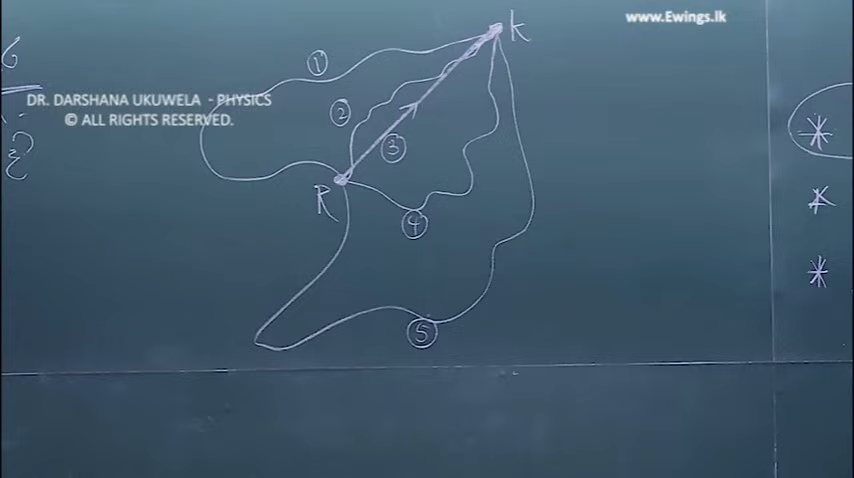 www.Ewings.lk
K
①
DR. DARSHANA UKUWELA - PHYSICS
© ALL RIGHTS RESERVED.
②
③
R
④
⑤
*
*
*